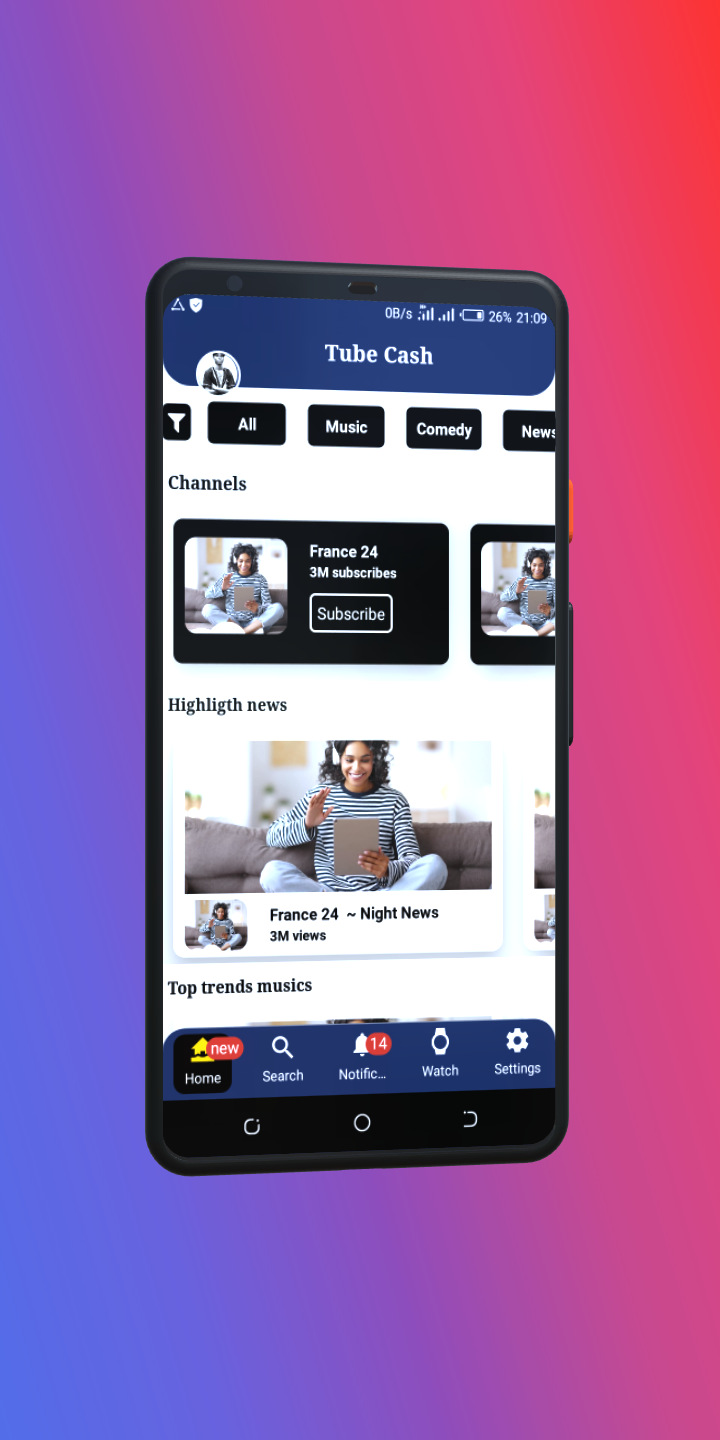 0B/s 26% 21:09
Tube Cash
All Music Comedy News
Channels
France 24
3M subscribes
Subscribe
Highligth news
France 24 ~ Night News
3M views
Top trends musics
new 14
Home Search Notific... Watch Settings